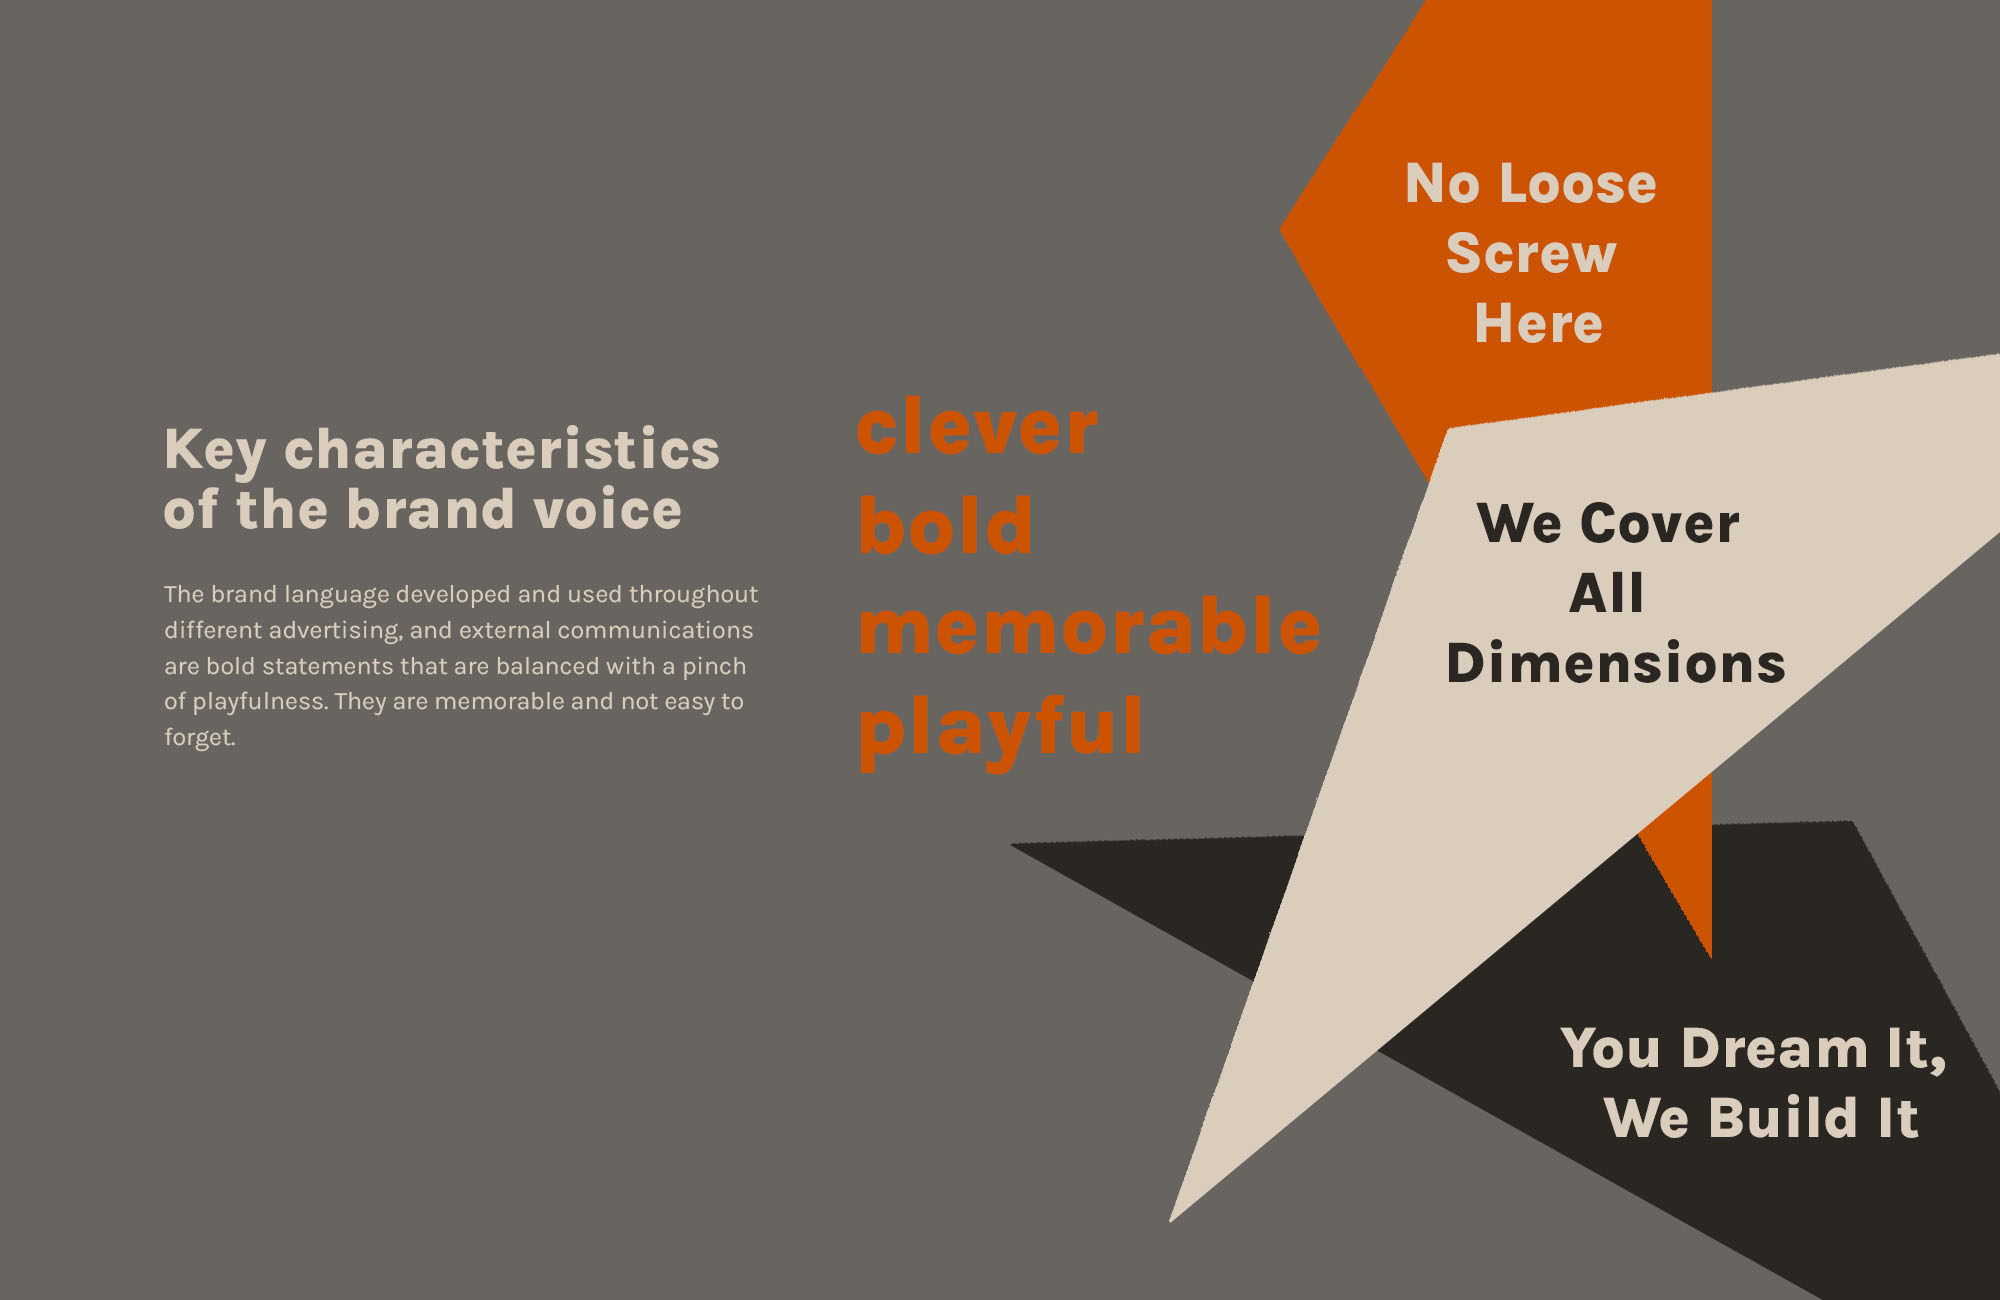 Key characteristics
of the brand voice
The brand language developed and used throughout
different advertising, and external communications
are bold statements that are balanced with a pinch
of playfulness. They are memorable and not easy to
forget.
clever
bold
memorable
playful
No Loose
Screw
Here
We Cover
All
Dimensions
You Dream It,
We Build It